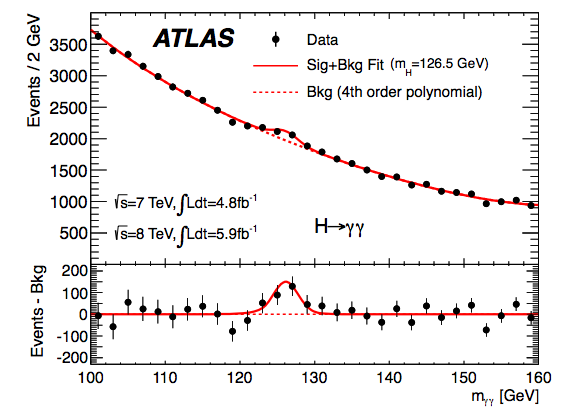 ATLAS
Data
Sig+Bkg Fit (m_H=126.5 GeV)
Bkg (4th order polynomial)
Events / 2 GeV
3500
3000
2500
2000
1500
1000
500
√s=7 TeV,∫Ldt=4.8fb⁻¹
√s=8 TeV,∫Ldt=5.9fb⁻¹
H→γγ
Events - Bkg
200
100
0
-100
-200
100 110 120 130 140 150 160
m_γγ [GeV]